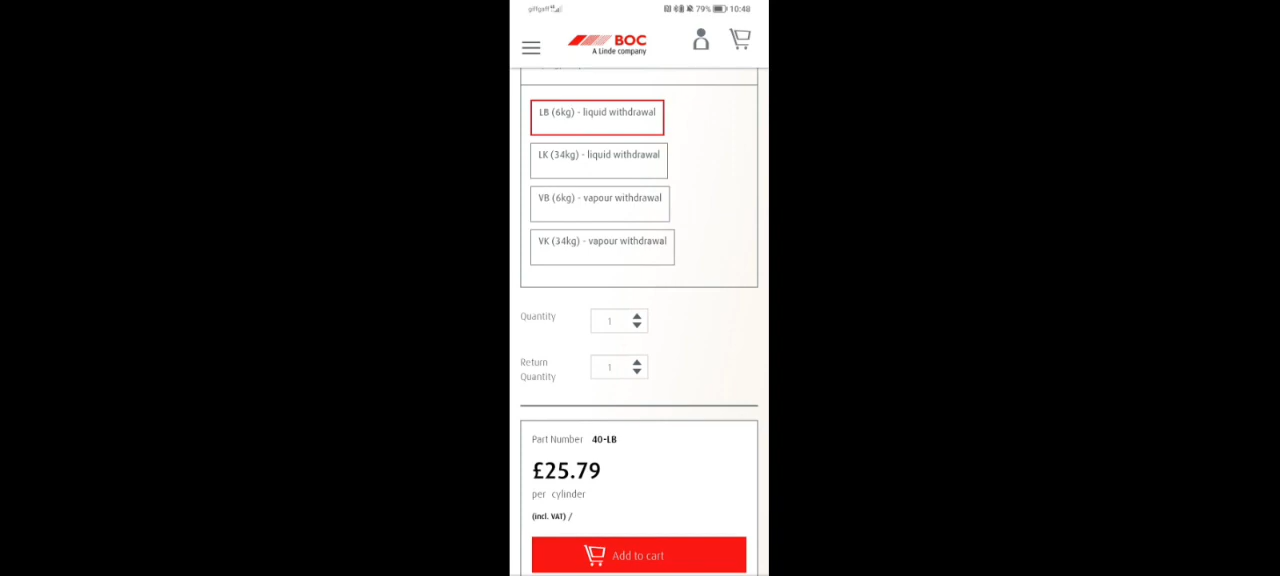 giffgaff
79% 10:48
BOC
A Linde company
LB (6kg) - liquid withdrawal
LK (34kg) - liquid withdrawal
VB (6kg) - vapour withdrawal
VK (34kg) - vapour withdrawal
Quantity 1
Return Quantity 1
Part Number 40-LB
£25.79
per cylinder
(incl. VAT) /
Add to cart